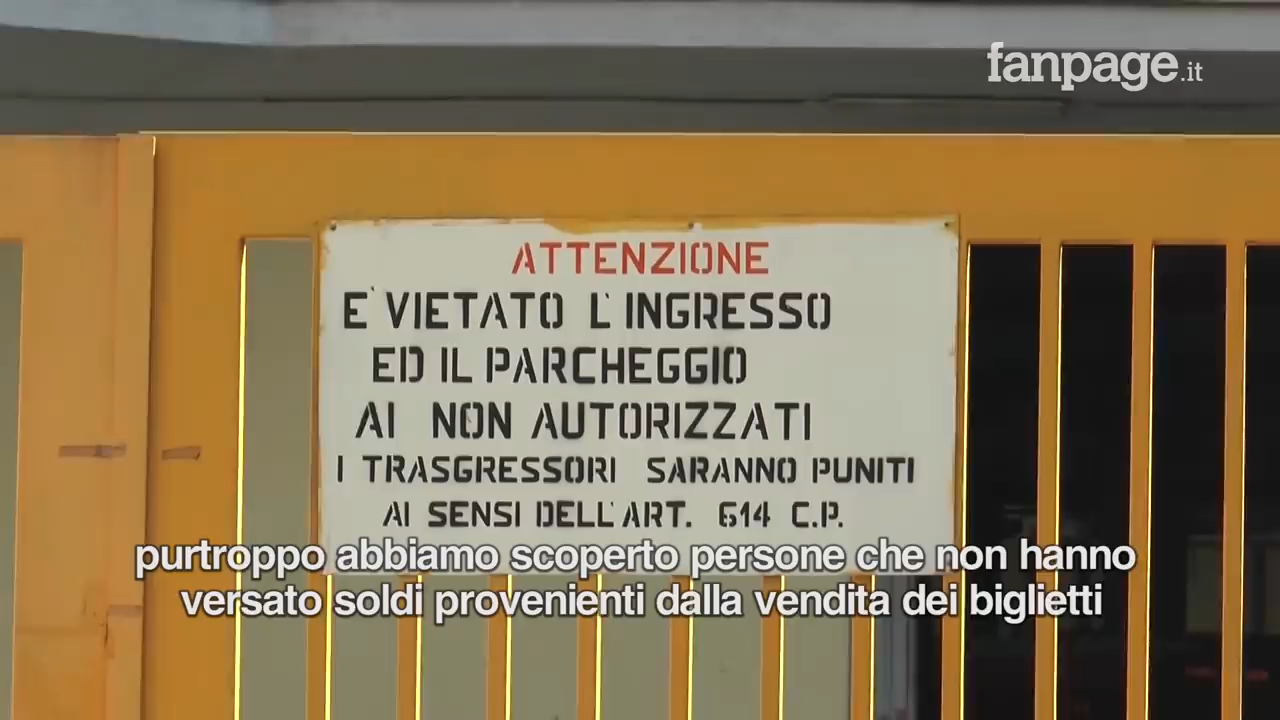 fanpage.it
ATTENZIONE
E' VIETATO L'INGRESSO
ED IL PARCHEGGIO
AI NON AUTORIZZATI
I TRASGRESSORI SARANNO PUNITI
AI SENSI DELL'ART. 614 C.P.
purtroppo abbiamo scoperto persone che non hanno
versato soldi provenienti dalla vendita dei biglietti